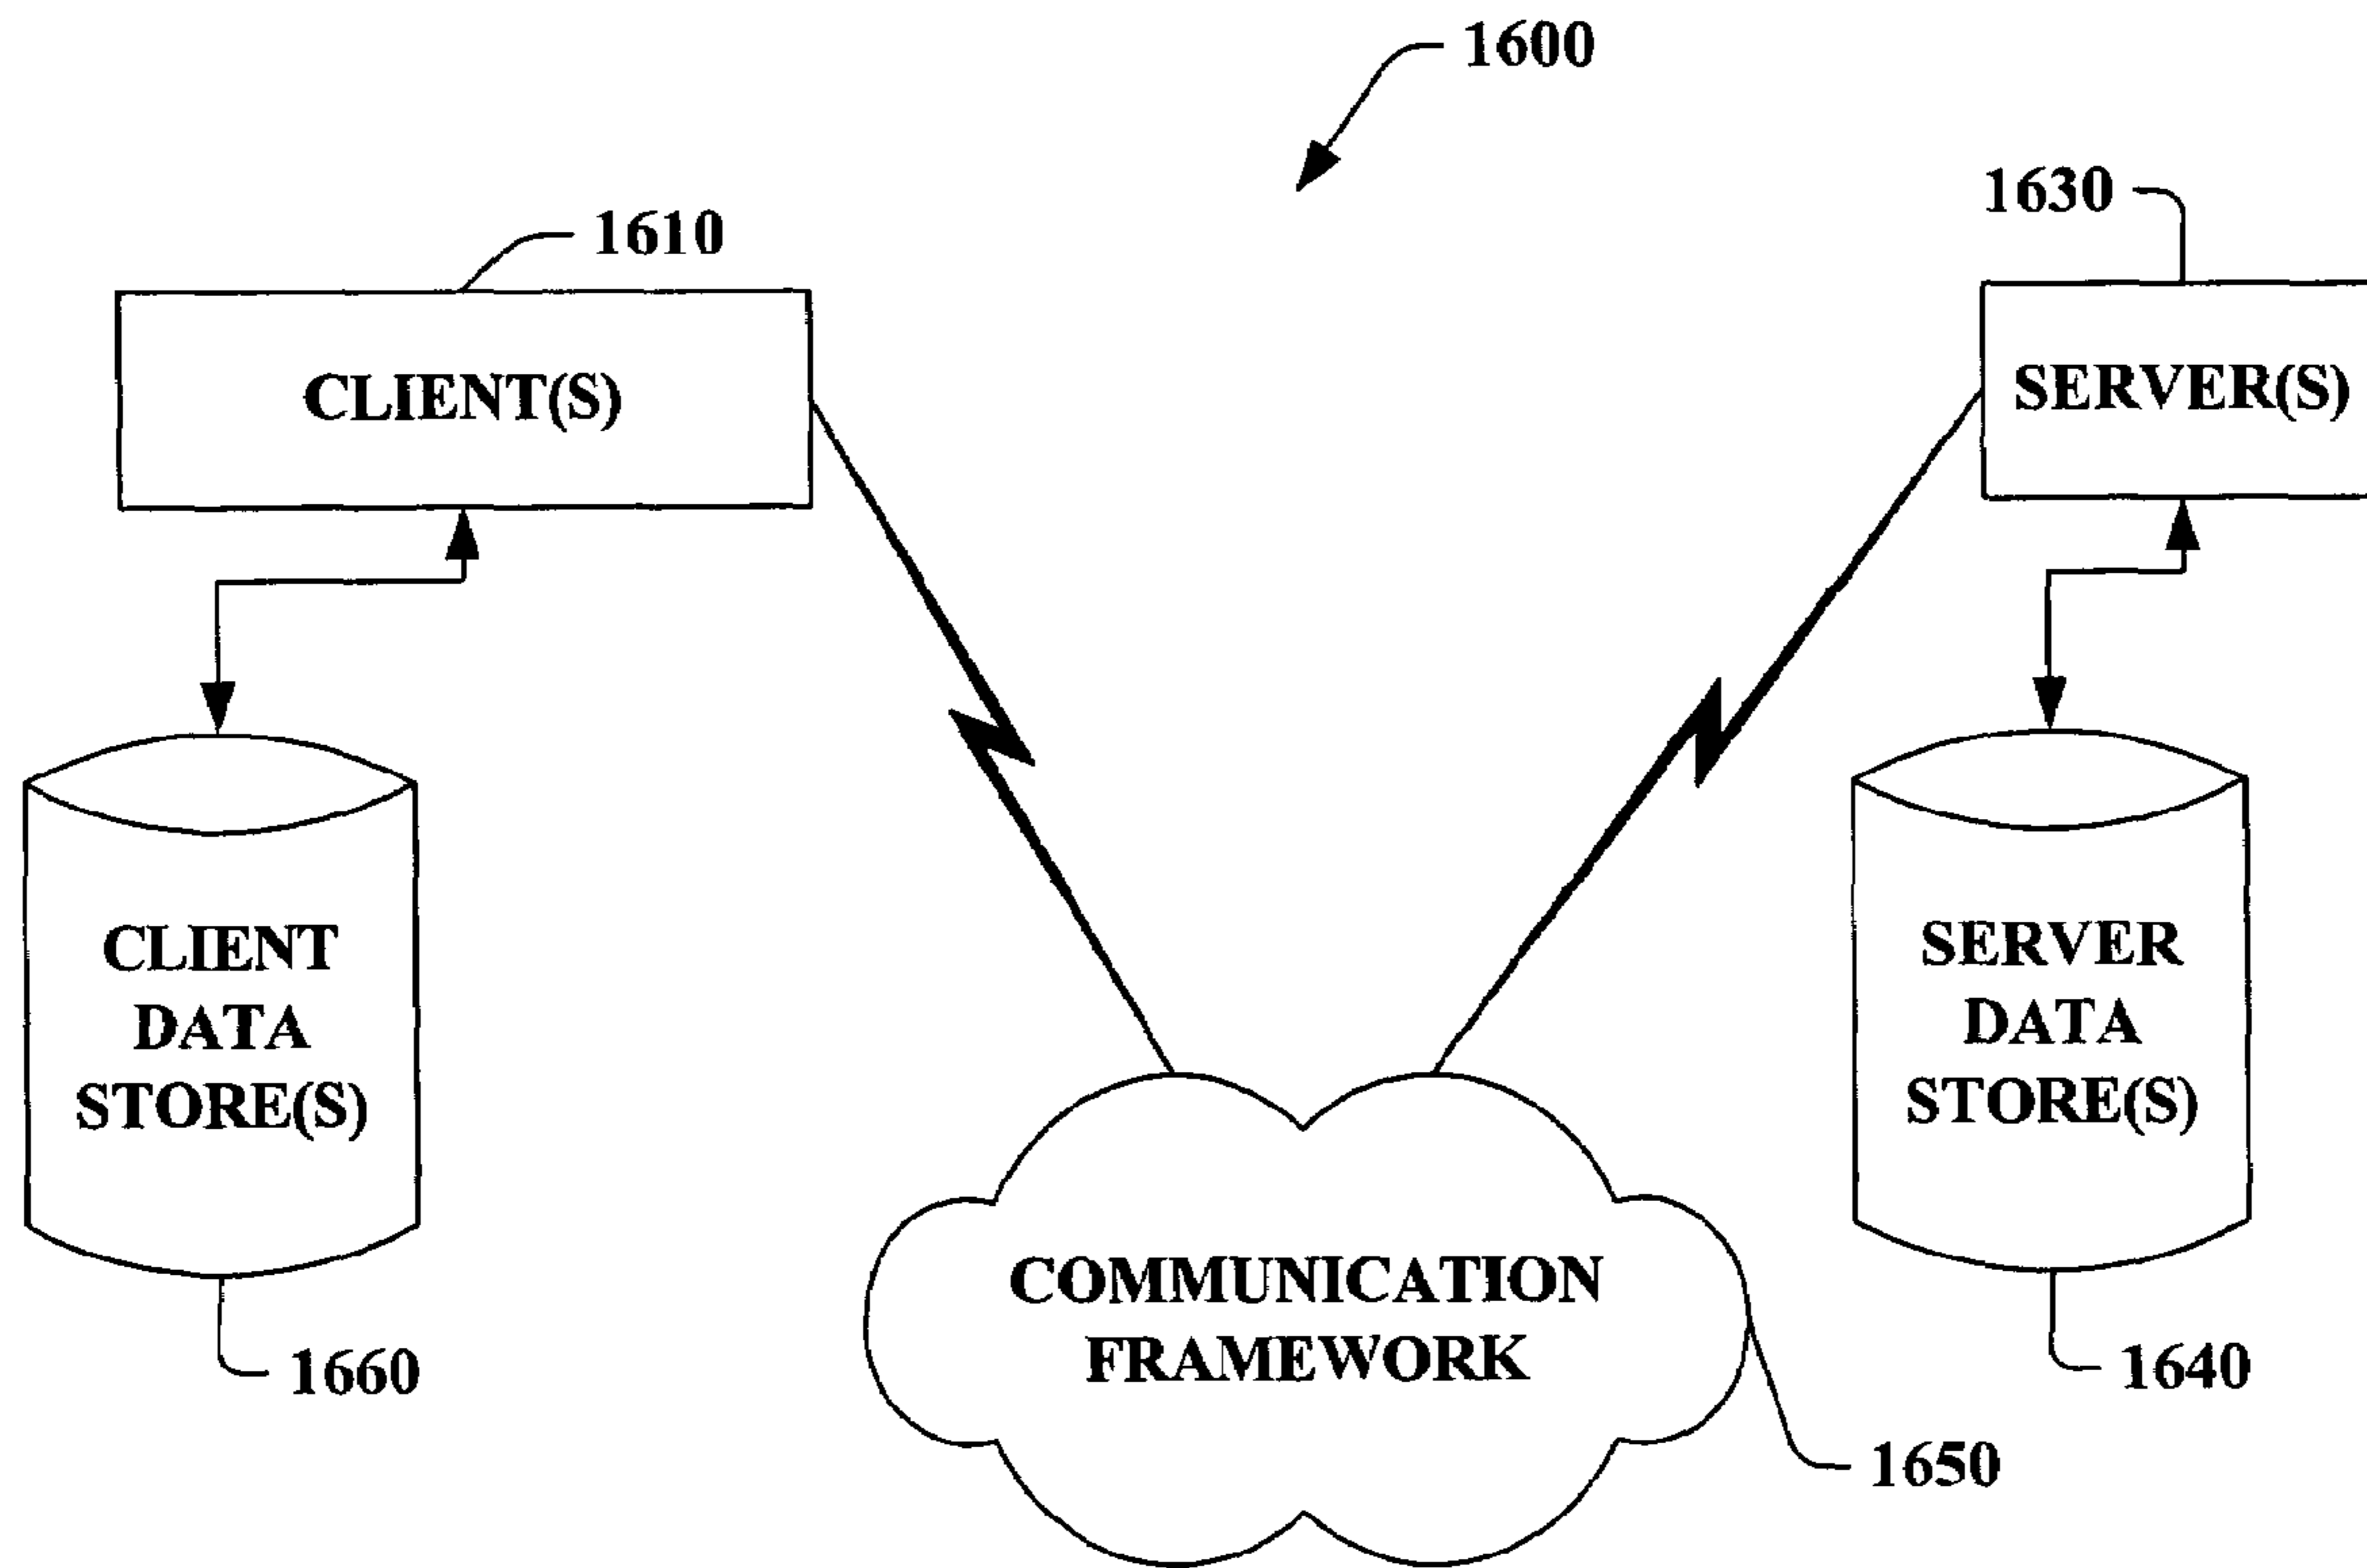 1600
1630
1610
CLIENT(S)
SERVER(S)
CLIENT
DATA
STORE(S)
SERVER
DATA
STORE(S)
COMMUNICATION
FRAMEWORK
1660
1640
1650